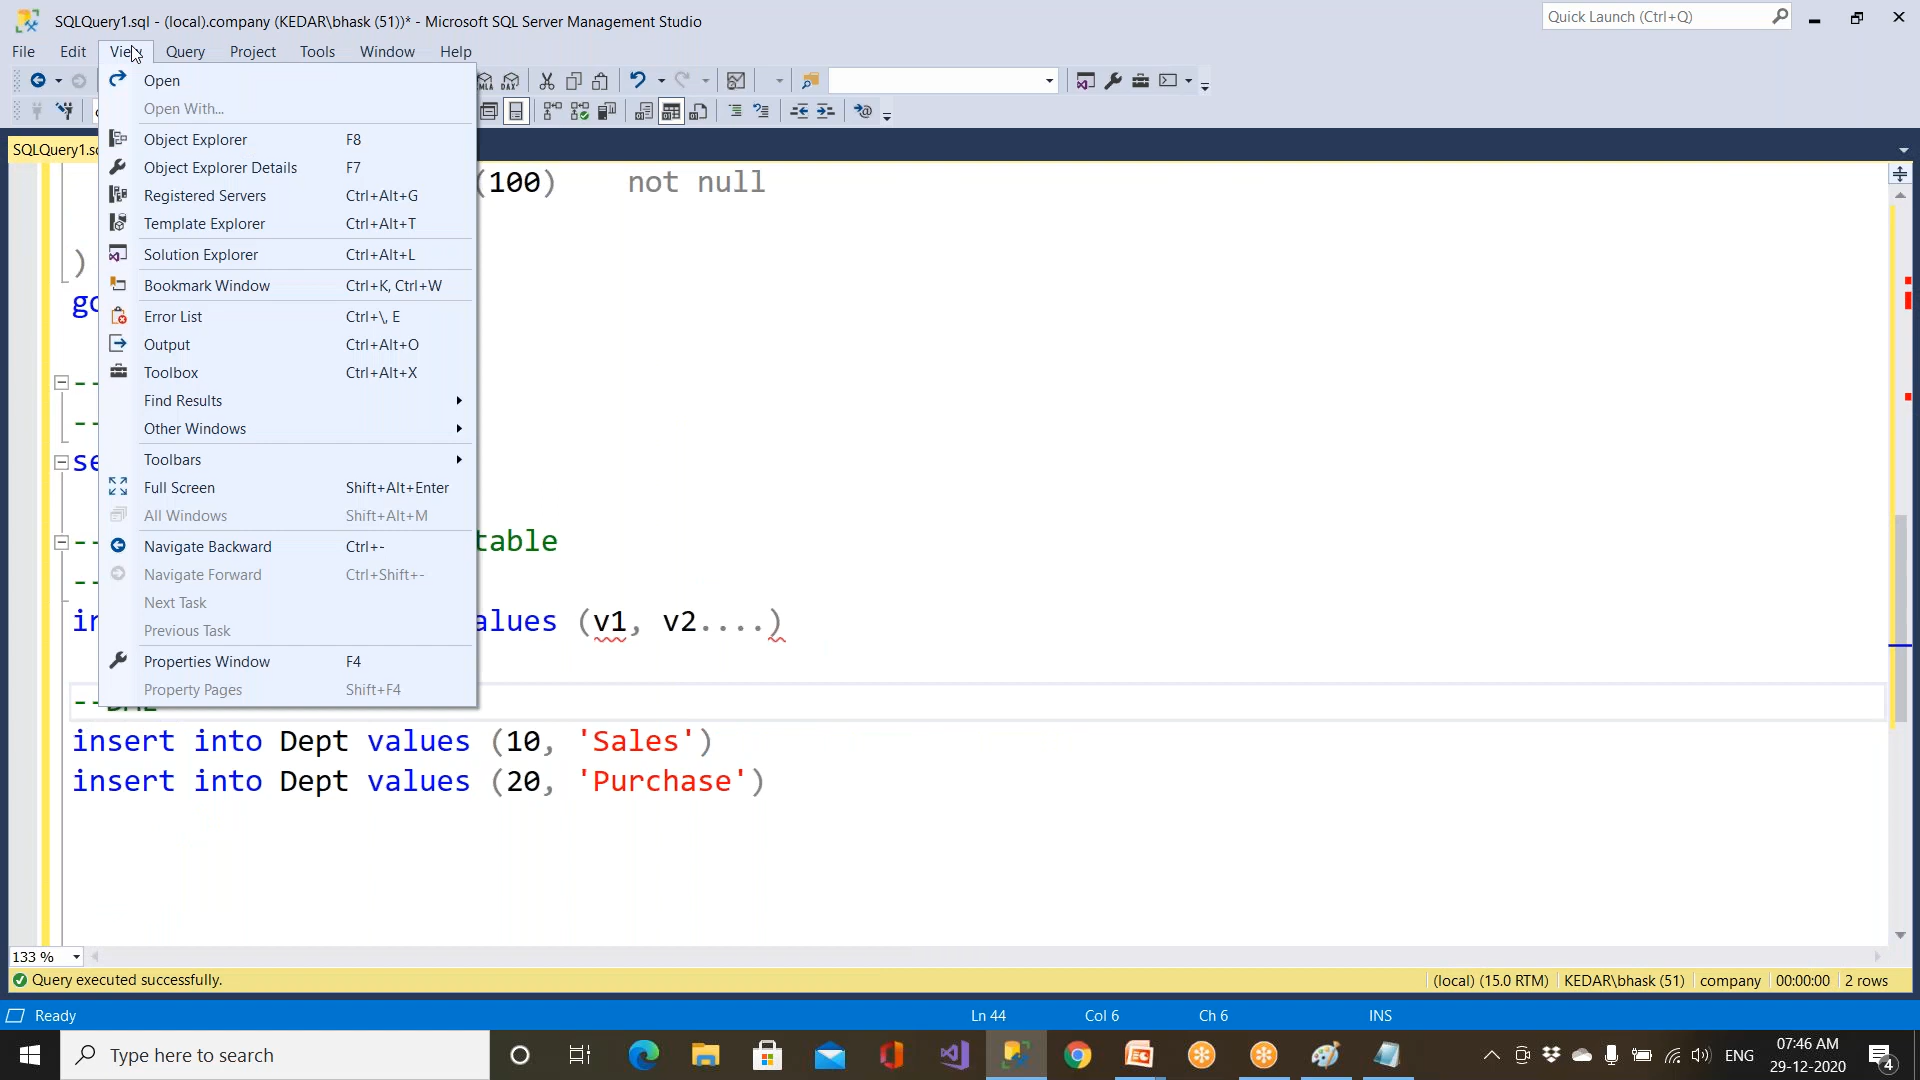 SQLQuery1.sql - (local).company (KEDAR\bhask (51))* - Microsoft SQL Server Management Studio
Quick Launch (Ctrl+Q)
File Edit View Query Project Tools Window Help
Open
Open With...
Object Explorer F8
Object Explorer Details F7
Registered Servers Ctrl+Alt+G
Template Explorer Ctrl+Alt+T
Solution Explorer Ctrl+Alt+L
Bookmark Window Ctrl+K, Ctrl+W
Error List Ctrl+\, E
Output Ctrl+Alt+O
Toolbox Ctrl+Alt+X
Find Results
Other Windows
Toolbars
Full Screen Shift+Alt+Enter
All Windows Shift+Alt+M
Navigate Backward Ctrl+-
Navigate Forward Ctrl+Shift+-
Next Task
Previous Task
Properties Window F4
Property Pages Shift+F4
SQLQuery1.s
(100) not null
)
go
--
--
se
-- table
--
in alues (v1, v2....)
--DML
insert into Dept values (10, 'Sales')
insert into Dept values (20, 'Purchase')
133 %
Query executed successfully. (local) (15.0 RTM) KEDAR\bhask (51) company 00:00:00 2 rows
Ready Ln 44 Col 6 Ch 6 INS
Type here to search
ENG
07:46 AM
29-12-2020
4